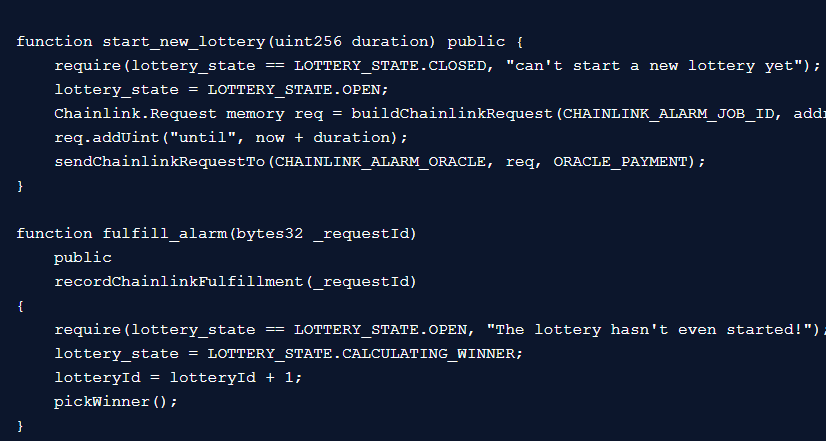 function start_new_lottery(uint256 duration) public {
    require(lottery_state == LOTTERY_STATE.CLOSED, "can't start a new lottery yet");
    lottery_state = LOTTERY_STATE.OPEN;
    Chainlink.Request memory req = buildChainlinkRequest(CHAINLINK_ALARM_JOB_ID, addr
    req.addUint("until", now + duration);
    sendChainlinkRequestTo(CHAINLINK_ALARM_ORACLE, req, ORACLE_PAYMENT);
}
function fulfill_alarm(bytes32 _requestId)
    public
    recordChainlinkFulfillment(_requestId)
{
    require(lottery_state == LOTTERY_STATE.OPEN, "The lottery hasn't even started!");
    lottery_state = LOTTERY_STATE.CALCULATING_WINNER;
    lotteryId = lotteryId + 1;
    pickWinner();
}